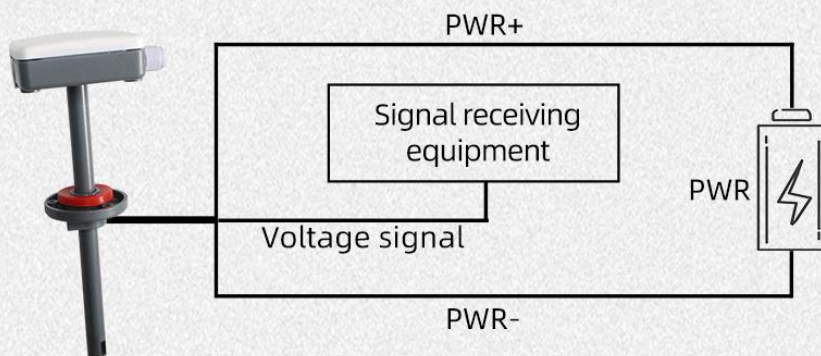 PWR+
Signal receiving
equipment
PWR
Voltage signal
PWR-